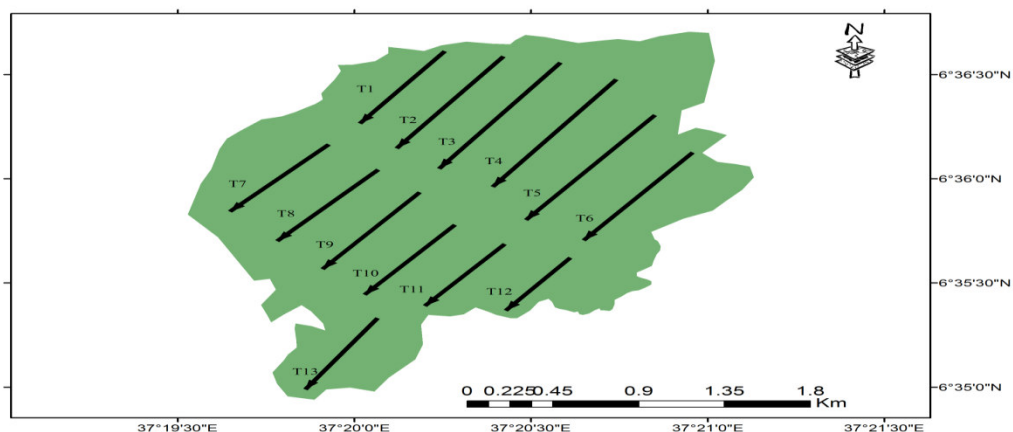 N
6°36'30"N
6°36'0"N
6°35'30"N
6°35'0"N
T1
T2
T3
T4
T5
T6
T7
T8
T9
T10
T11
T12
T13
0 0.225 0.45 0.9 1.35 1.8
Km
37°19'30"E 37°20'0"E 37°20'30"E 37°21'0"E 37°21'30"E